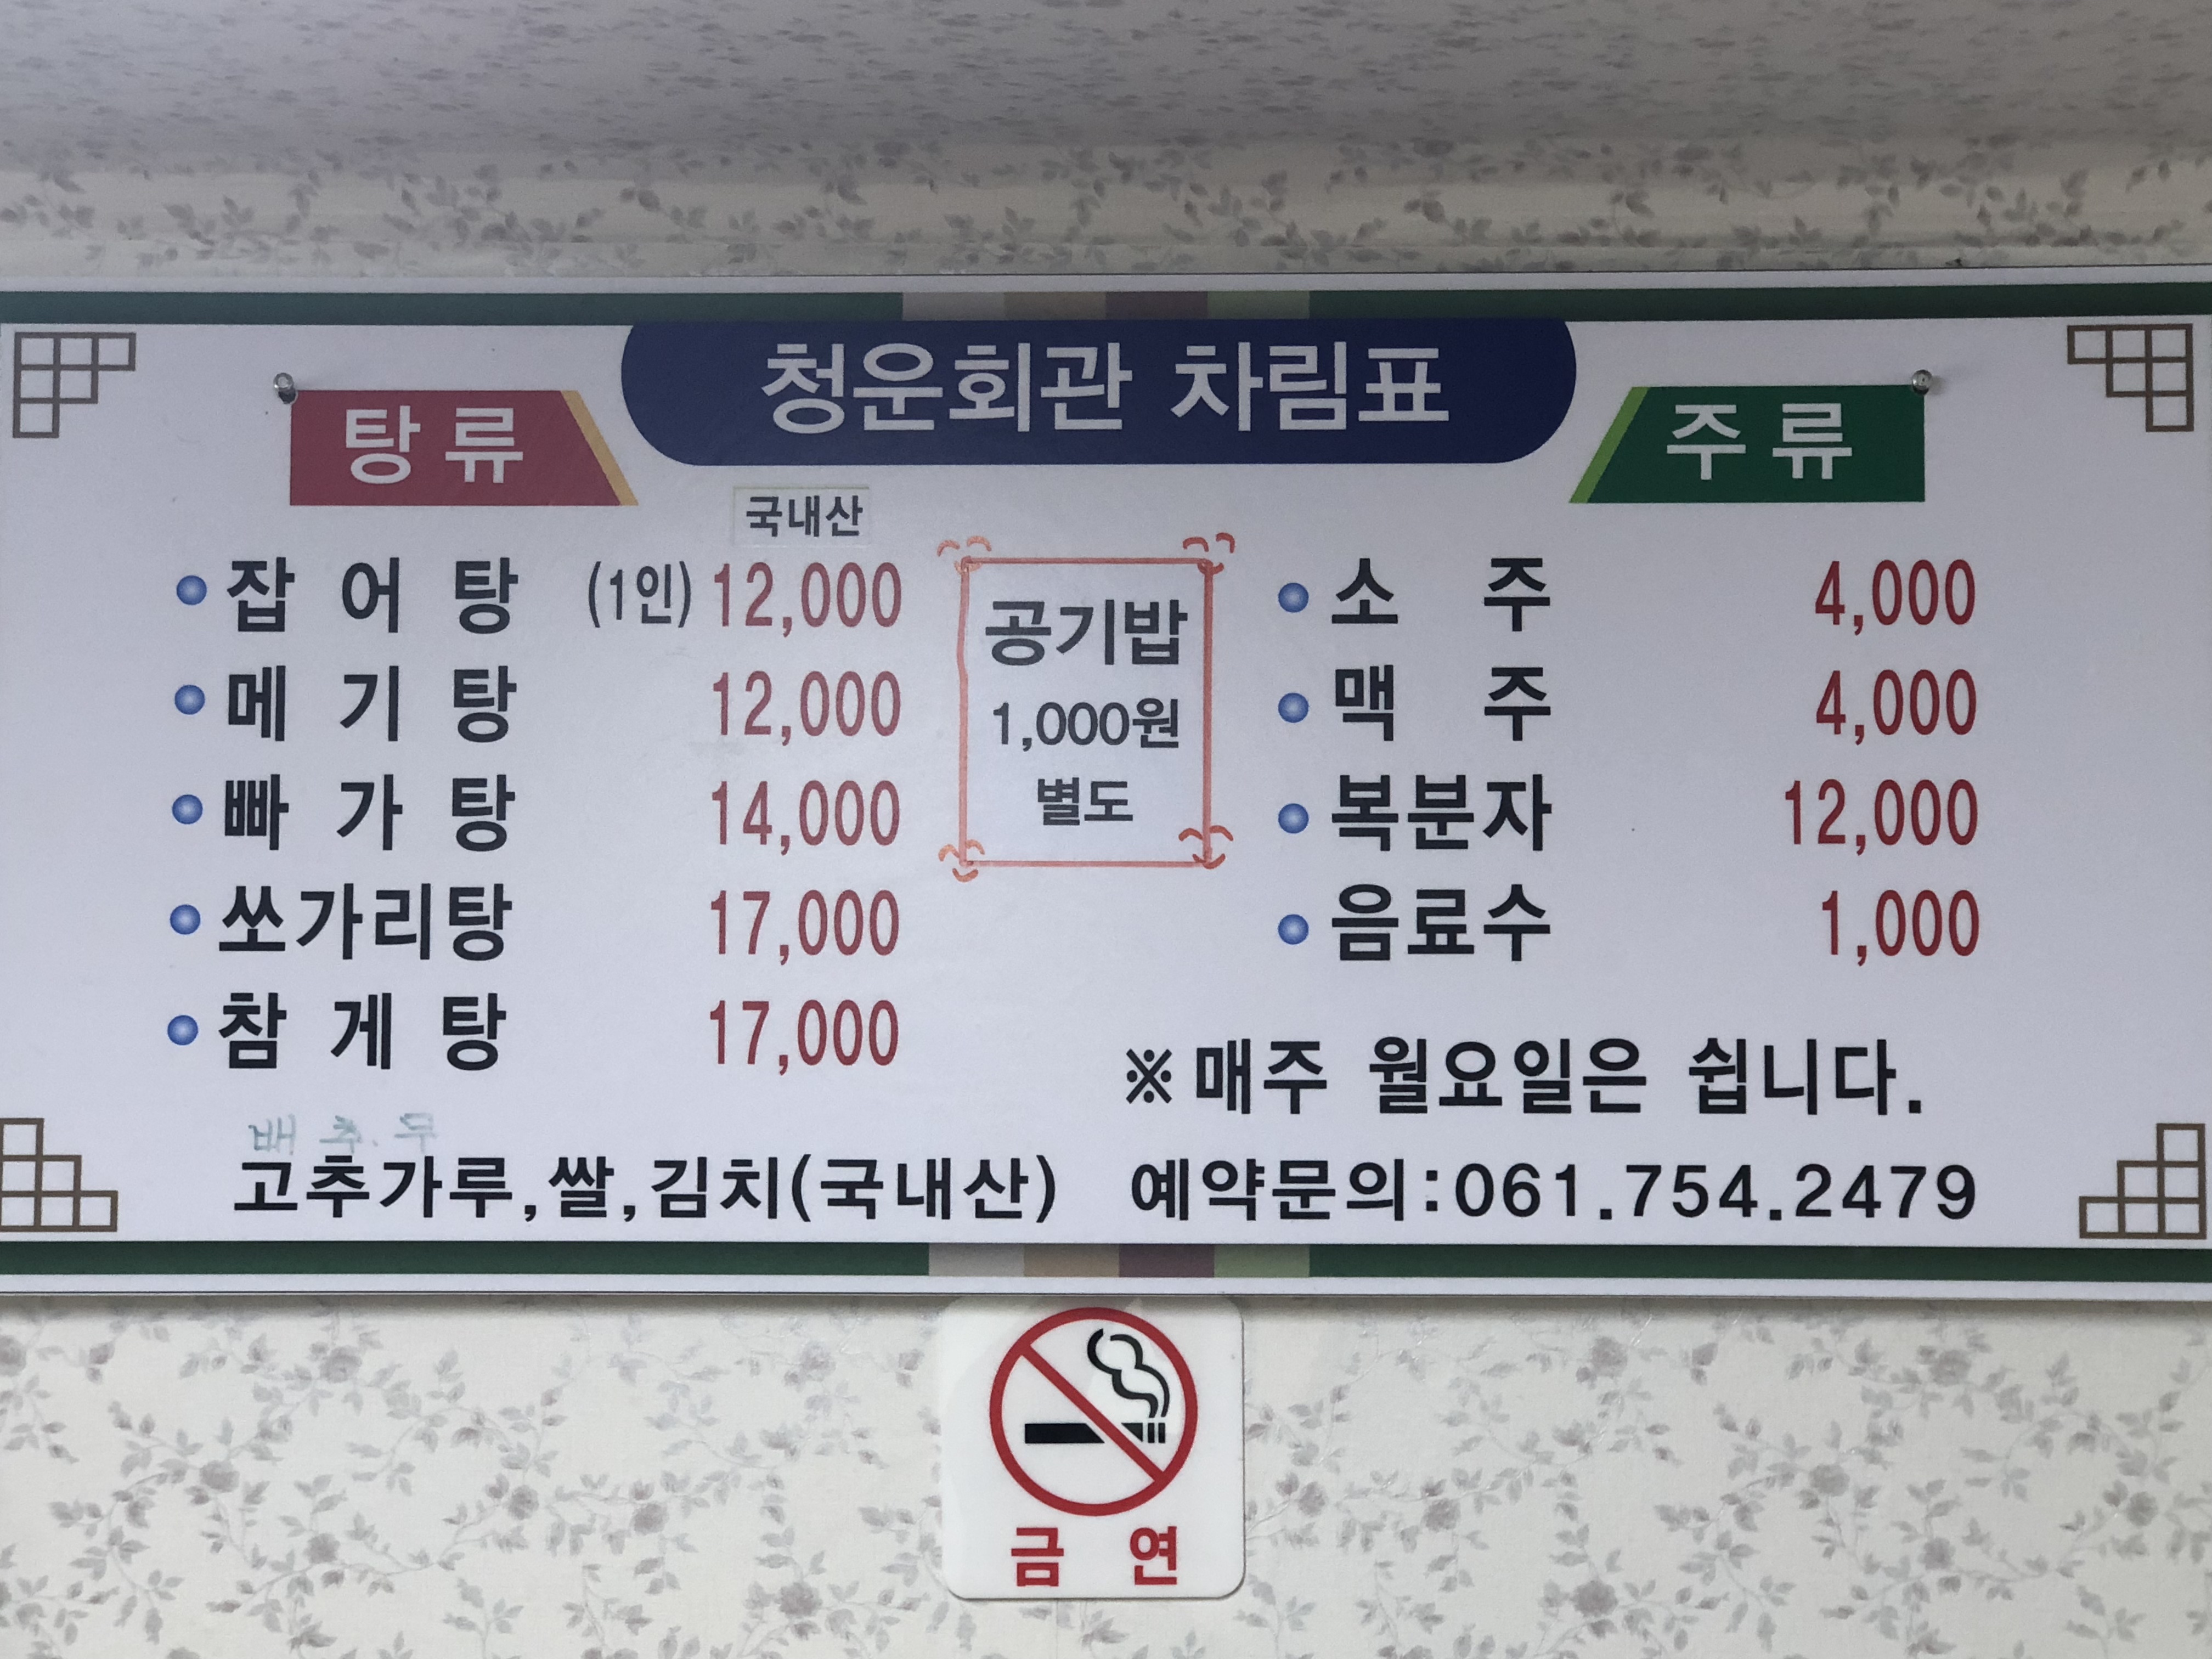 청운회관 차림표
탕류
국내산
잡어탕 (1인) 12,000
메기탕 12,000
빠가탕 14,000
쏘가리탕 17,000
참게탕 17,000
공기밥
1,000원
별도
주류
소주 4,000
맥주 4,000
복분자 12,000
음료수 1,000
※매주 월요일은 쉽니다.
배추.무
고추가루,쌀,김치(국내산)
예약문의:061.754.2479
금연